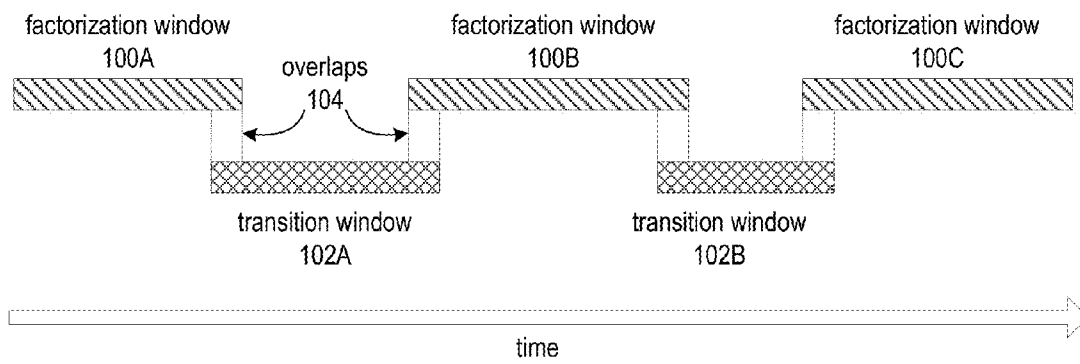 factorization window
100A
overlaps
104
factorization window
100B
factorization window
100C
transition window
102A
transition window
102B
time